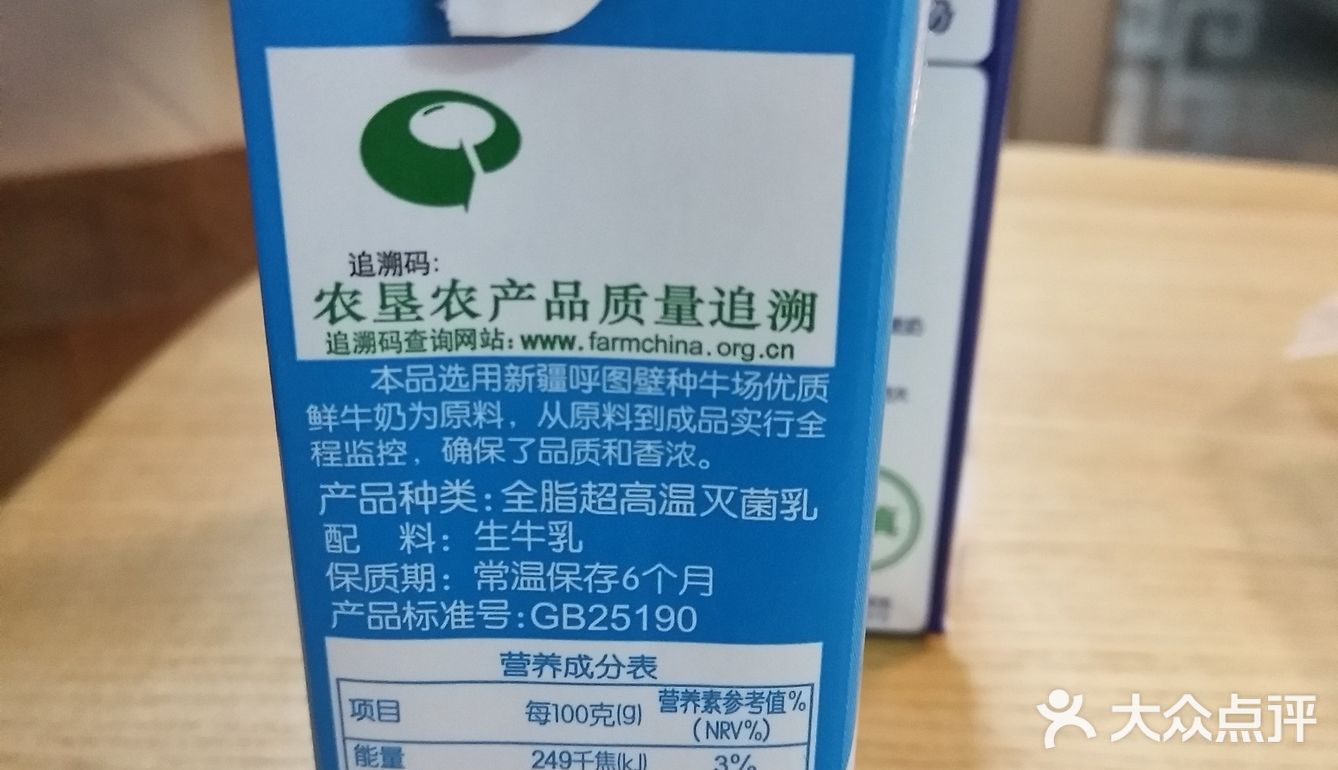 追溯码:
农垦农产品质量追溯
追溯码查询网站:www.farmchina.org.cn
本品选用新疆呼图壁种牛场优质
鲜牛奶为原料，从原料到成品实行全
程监控，确保了品质和香浓。
产品种类:全脂超高温灭菌乳
配 料: 生牛乳
保质期: 常温保存6个月
产品标准号:GB25190
营养成分表
项目 每100克(g) 营养素参考值%
(NRV%)
能量 249千焦(kJ) 3%
大众点评